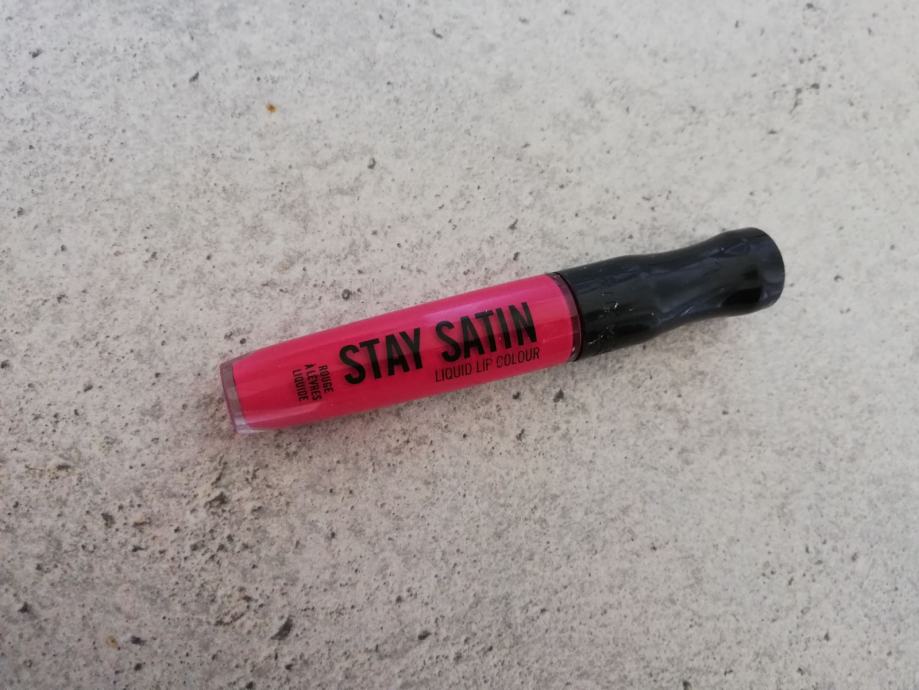 STAY SATIN
LIQUID LIP COLOUR
ROUGE
À LÈVRES
LIQUIDE